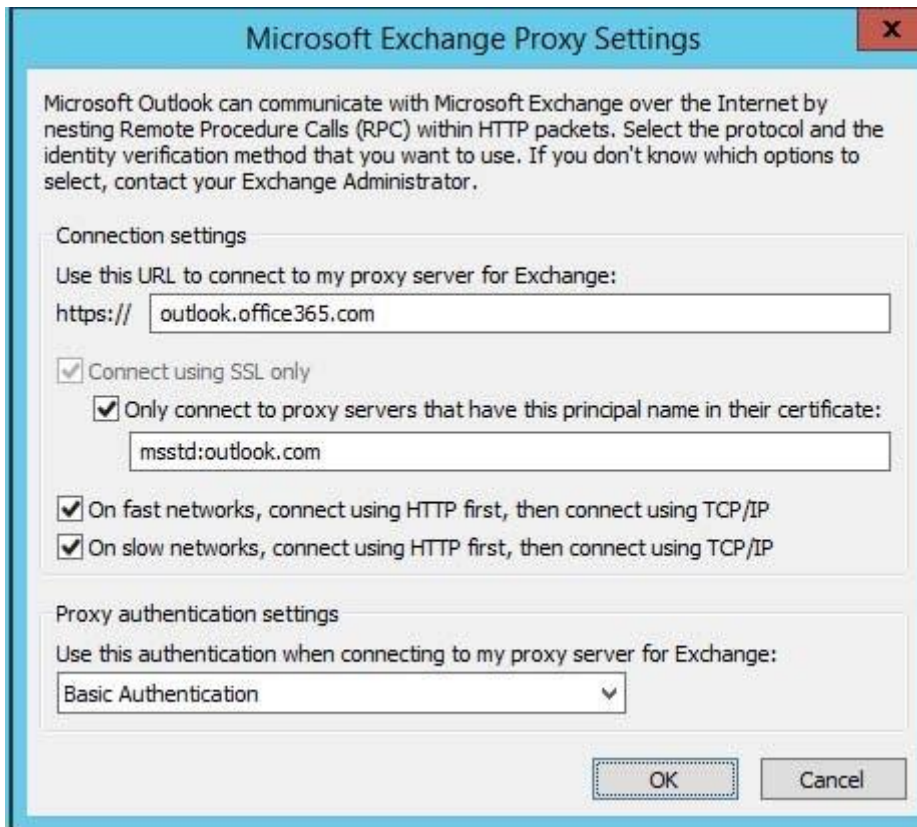 Microsoft Exchange Proxy Settings
x
Microsoft Outlook can communicate with Microsoft Exchange over the Internet by
nesting Remote Procedure Calls (RPC) within HTTP packets. Select the protocol and the
identity verification method that you want to use. If you don't know which options to
select, contact your Exchange Administrator.
Connection settings
Use this URL to connect to my proxy server for Exchange:
https:// outlook.office365.com
Connect using SSL only
Only connect to proxy servers that have this principal name in their certificate:
msstd:outlook.com
On fast networks, connect using HTTP first, then connect using TCP/IP
On slow networks, connect using HTTP first, then connect using TCP/IP
Proxy authentication settings
Use this authentication when connecting to my proxy server for Exchange:
Basic Authentication
OK Cancel